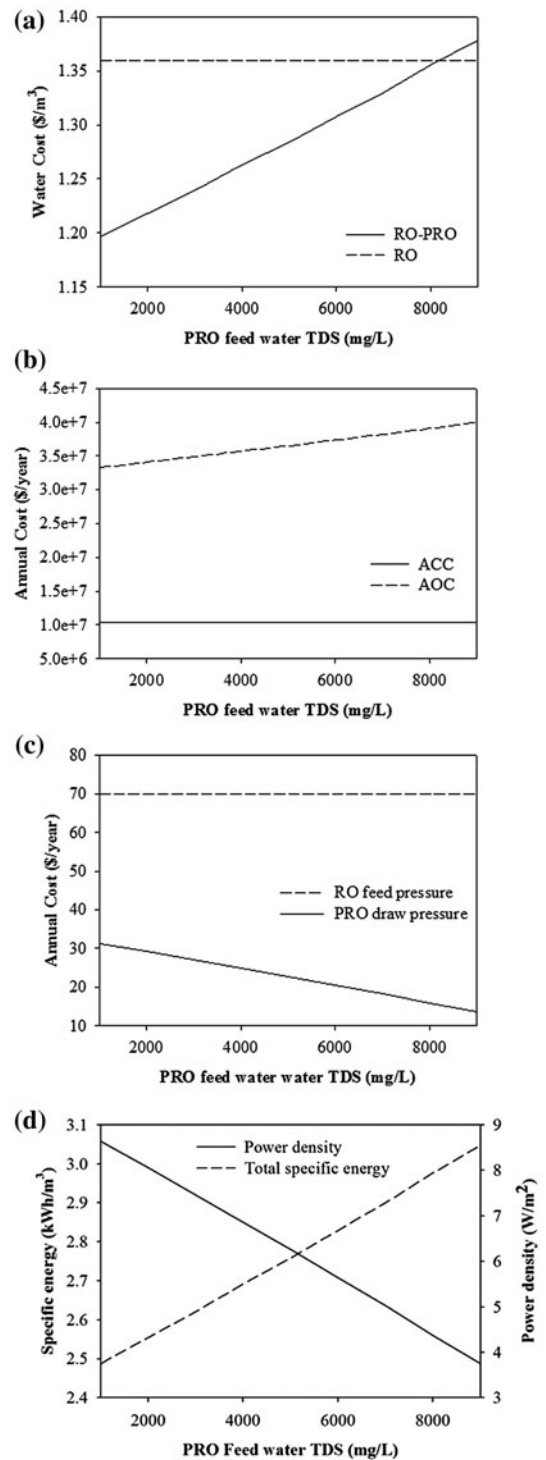 (a)
1.40
1.35
1.30
1.25
1.20
1.15
Water Cost ($/m³)
RO-PRO
RO
2000 4000 6000 8000
PRO feed water TDS (mg/L)
(b)
4.5e+7
4.0e+7
3.5e+7
3.0e+7
2.5e+7
2.0e+7
1.5e+7
1.0e+7
5.0e+6
Annual Cost ($/year)
ACC
AOC
2000 4000 6000 8000
PRO feed water TDS (mg/L)
(c)
80
70
60
50
40
30
20
10
Annual Cost ($/year)
RO feed pressure
PRO draw pressure
2000 4000 6000 8000
PRO feed water water TDS (mg/L)
(d)
3.1
3.0
2.9
2.8
2.7
2.6
2.5
2.4
Specific energy (kWh/m³)
Power density
Total specific energy
9
8
7
6
5
4
3
Power density (W/m²)
2000 4000 6000 8000
PRO Feed water TDS (mg/L)